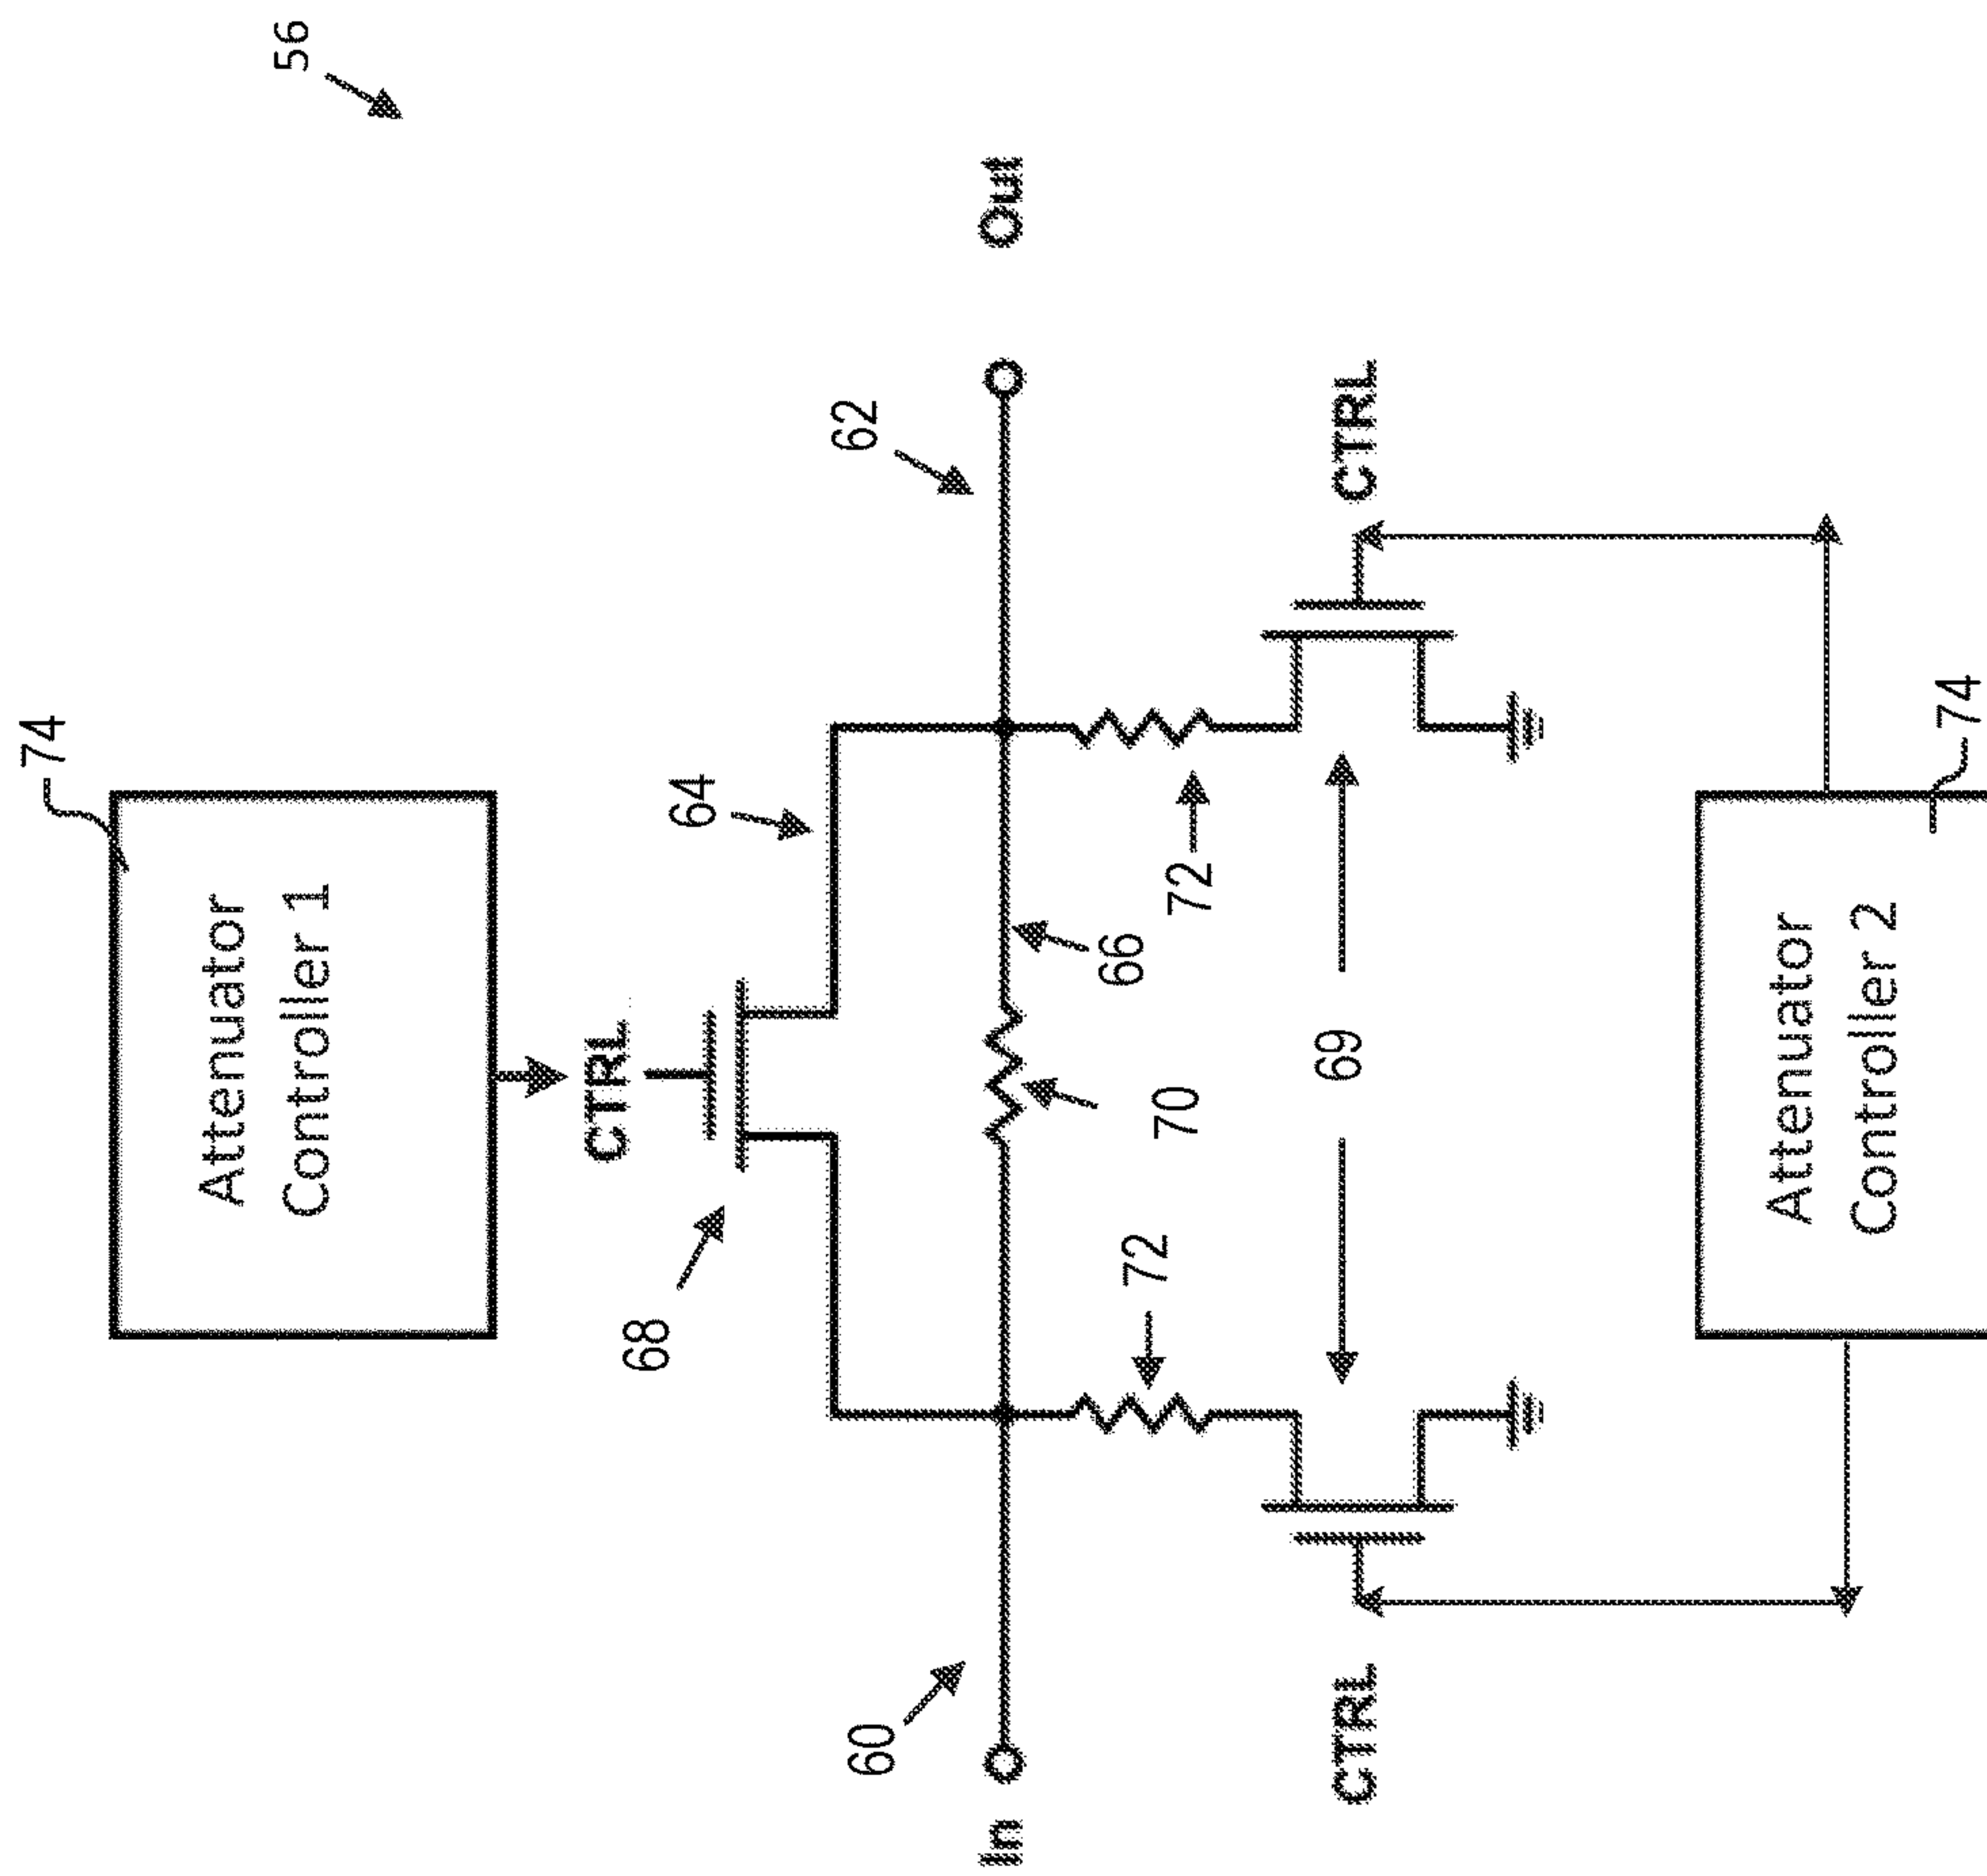 56
74
Attenuator
Controller 1
CTRL
68
64
62
60
In
Out
66
70
72
72
69
CTRL
CTRL
Attenuator
Controller 2
74